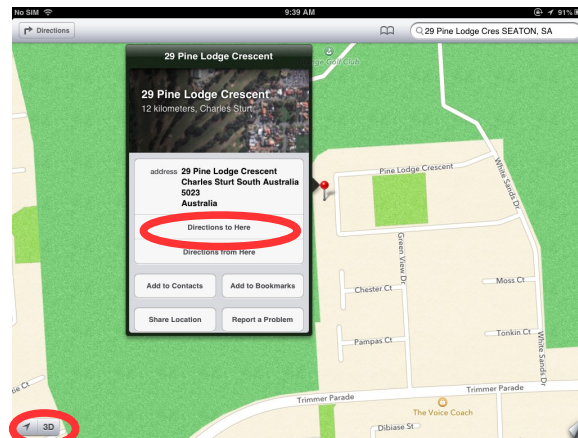 No SIM
9:39 AM
91%
Directions
29 Pine Lodge Cres SEATON, SA
29 Pine Lodge Crescent
Golf Club
29 Pine Lodge Crescent
12 kilometers, Charles Sturt
address 29 Pine Lodge Crescent
Charles Sturt South Australia
5023
Australia
Directions to Here
Directions from Here
Add to Contacts
Add to Bookmarks
Share Location
Report a Problem
Pine Lodge Crescent
White Sands Dr
Green View Dr
Chester Ct
Moss Ct
Pampas Ct
Tonkin Ct
White Sands Dr
Ct
Trimmer Parade
Trimmer Parade
The Voice Coach
Dibiase St
3D